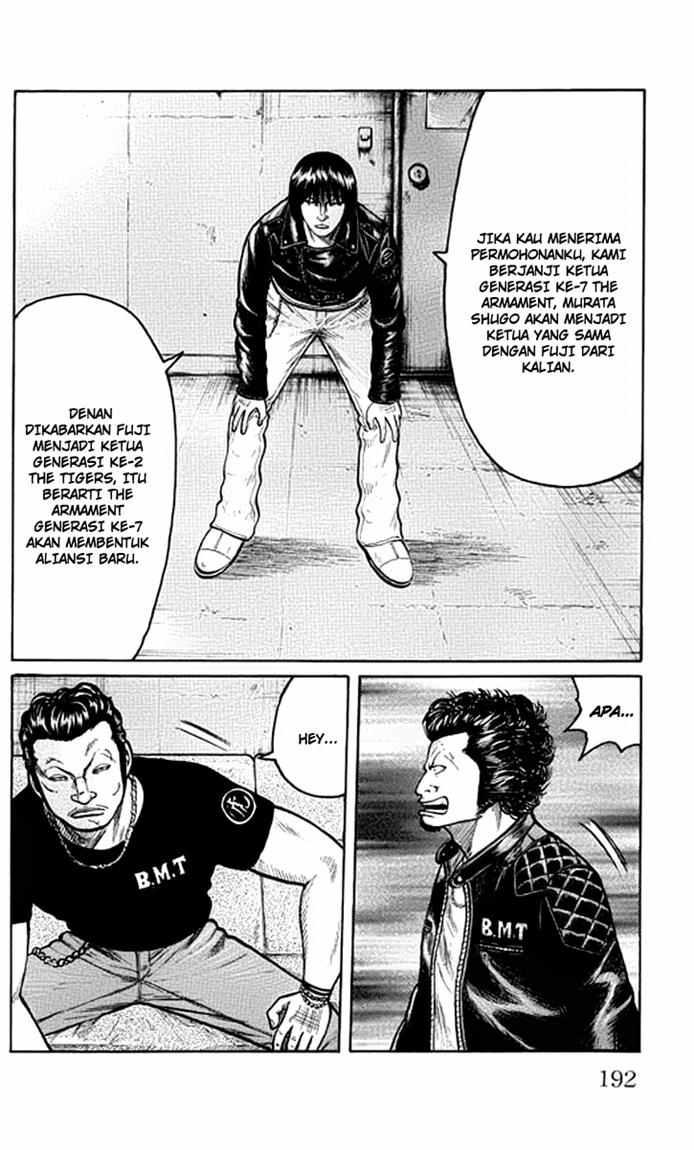 JIKA KAU MENERIMA
PERMOHONANKU, KAMI
BERJANJI KETUA
GENERASI KE-7 THE
ARMAMENT, MURATA
SHUGO AKAN MENJADI
KETUA YANG SAMA
DENGAN FUJI DARI
KALIAN.
DENAN
DIKABARKAN FUJI
MENJADI KETUA
GENERASI KE-2
THE TIGERS, ITU
BERARTI THE
ARMAMENT
GENERASI KE-7
AKAN MEMBENTUK
ALIANSI BARU.
APA...
B.M.T
HEY...
B.M.T
192